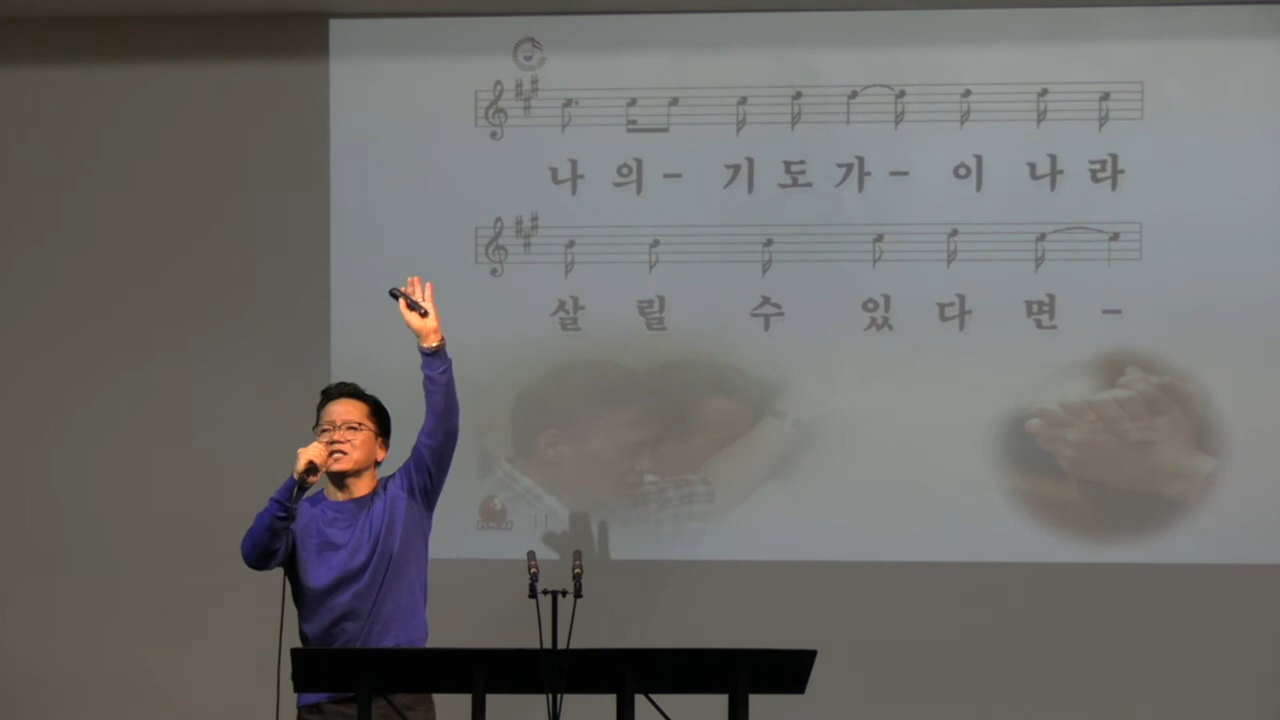 나 의- 기 도 가 - 이 나 라
살 릴 수 있 다 면 -